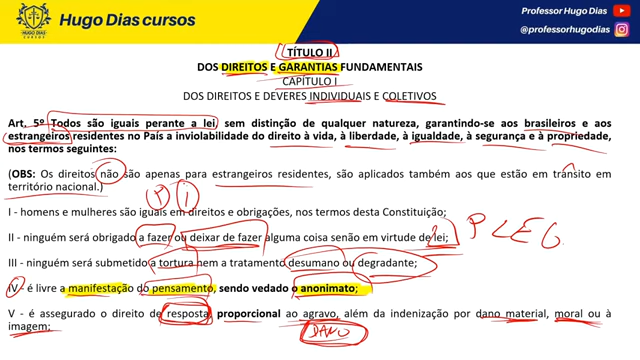 Hugo Dias cursos
HUGO DIAS
CURSOS
Professor Hugo Dias
@professorhugodias
TÍTULO II
DOS DIREITOS E GARANTIAS FUNDAMENTAIS
CAPÍTULO I
DOS DIREITOS E DEVERES INDIVIDUAIS E COLETIVOS
Art. 5º Todos são iguais perante a lei, sem distinção de qualquer natureza, garantindo-se aos brasileiros e aos
estrangeiros residentes no País a inviolabilidade do direito à vida, à liberdade, à igualdade, à segurança e à propriedade,
nos termos seguintes:
(OBS: Os direitos não são apenas para estrangeiros residentes, são aplicados também aos que estão em trânsito em
território nacional.)
P I
I - homens e mulheres são iguais em direitos e obrigações, nos termos desta Constituição;
II - ninguém será obrigado a fazer ou deixar de fazer alguma coisa senão em virtude de lei;
III - ninguém será submetido a tortura nem a tratamento desumano ou degradante;
IV - é livre a manifestação do pensamento, sendo vedado o anonimato;
V - é assegurado o direito de resposta, proporcional ao agravo, além da indenização por dano material, moral ou à
imagem;
DANO